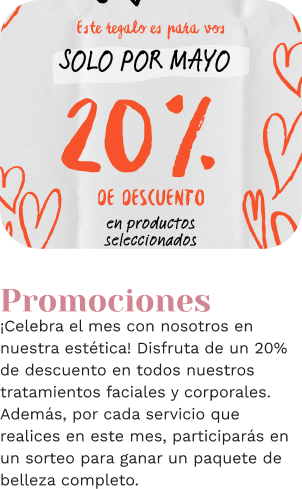 Este regalo es para vos
SOLO POR MAYO
20%
DE DESCUENTO
en productos
seleccionados
Promociones
¡Celebra el mes con nosotros en
nuestra estética! Disfruta de un 20%
de descuento en todos nuestros
tratamientos faciales y corporales.
Además, por cada servicio que
realices en este mes, participarás en
un sorteo para ganar un paquete de
belleza completo.